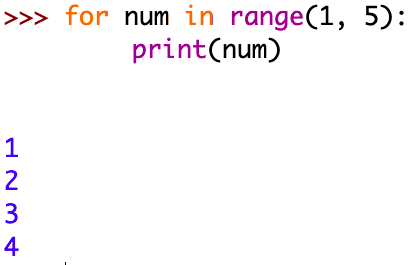 >>> for num in range(1, 5):
        print(num)
1
2
3
4